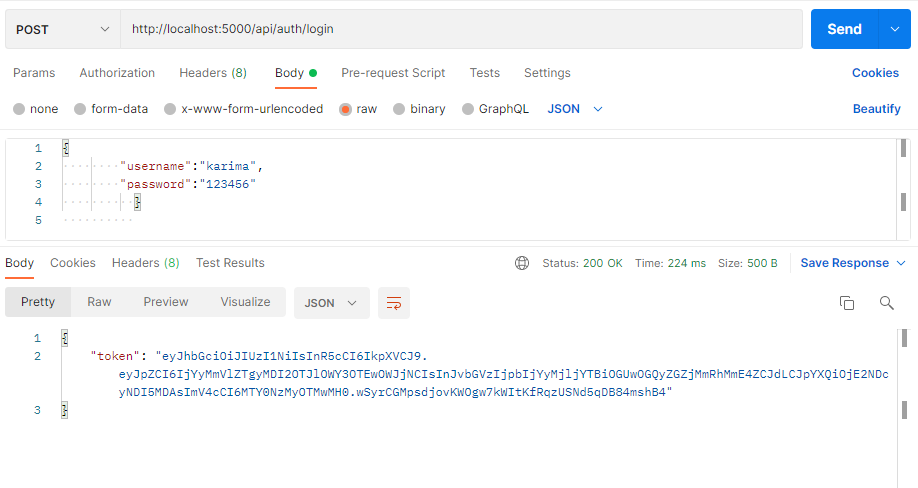 POST http://localhost:5000/api/auth/login Send
Params Authorization Headers (8) Body Pre-request Script Tests Settings Cookies
none form-data x-www-form-urlencoded raw binary GraphQL JSON Beautify
1 {
2 "username":"karima",
3 "password":"123456"
4 }
5
Body Cookies Headers (8) Test Results Status: 200 OK Time: 224 ms Size: 500 B Save Response
Pretty Raw Preview Visualize JSON
1 {
2 "token": "eyJhbGciOiJIUzI1NiIsInR5cCI6IkpXVCJ9.
eyJpZCI6IjYyMmVlZTgyMDI2OTJlOWY3OTEwOWJjNCIsInJvbGVzIjpbIjYyMjljYTBiOGUwOGQyZGZjMmRhMmE4ZCJdLCJpYXQiOjE2NDc
yNDI5MDAsImV4cCI6MTY0NzMyOTMwMH0.wSyrCGMpsdjovKWOgw7kWItKfRqzUSNd5qDB84mshB4"
3 }